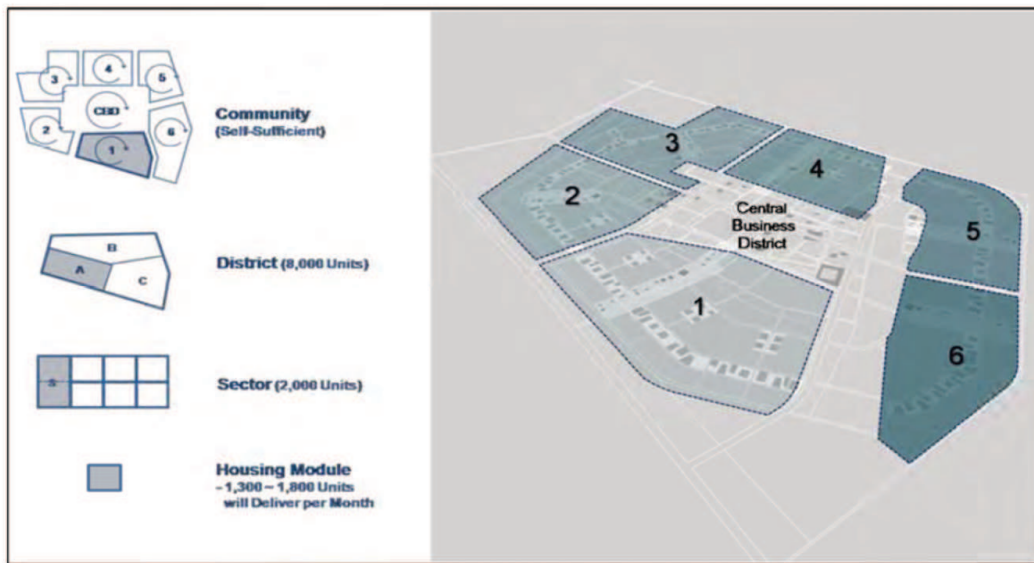 3
4
5
CBD
2
6
1
Community
(Self-Sufficient)
B
A
C
District (8,000 Units)
S
Sector (2,000 Units)
Housing Module
- 1,300 ~ 1,800 Units
will Deliver per Month
3
4
2
Central
Business
District
5
1
6